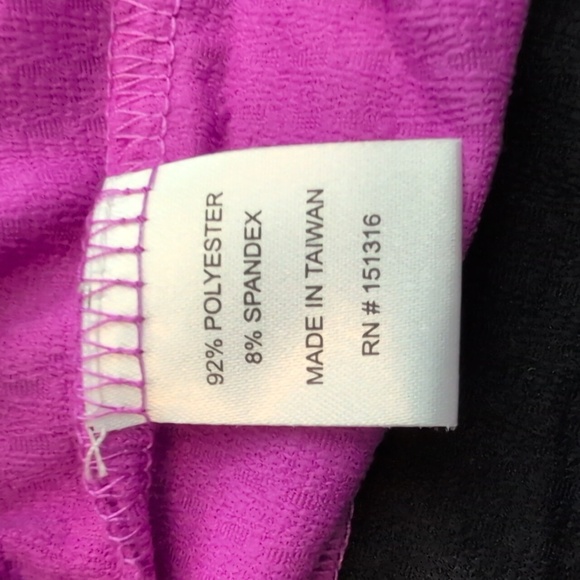 92% POLYESTER
8% SPANDEX
MADE IN TAIWAN
RN # 151316